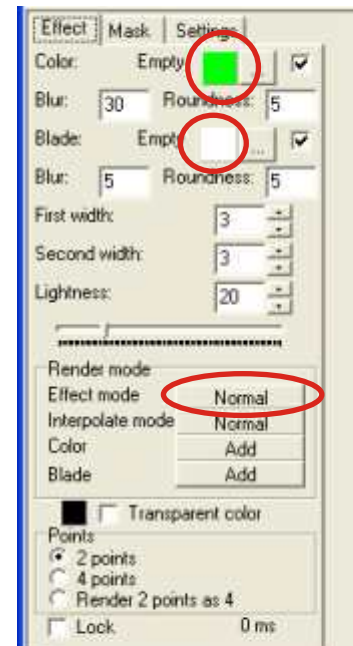 Effect Mask Settings
Color: Empty ...
Blur: 30 Roundness: 5
Blade: Empty ...
Blur: 5 Roundness: 5
First width: 3
Second width: 3
Lightness: 20
Render mode
Effect mode Normal
Interpolate mode Normal
Color Add
Blade Add
Transparent color
Points
2 points
4 points
Render 2 points as 4
Lock 0 ms